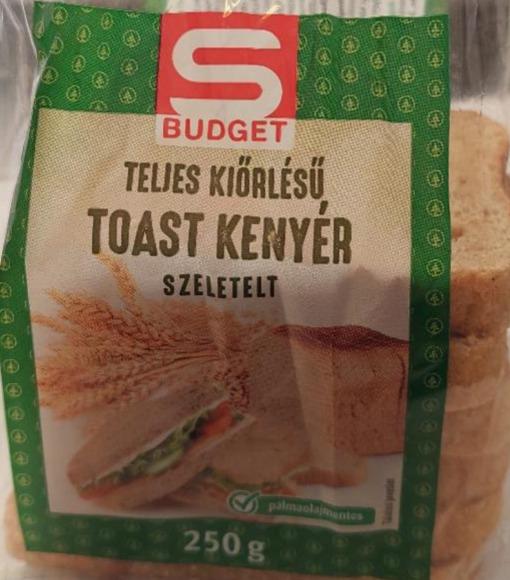 S
BUDGET
TELJES KIŐRLÉSŰ
TOAST KENYÉR
SZELETELT
pálmaolajmentes
250 g